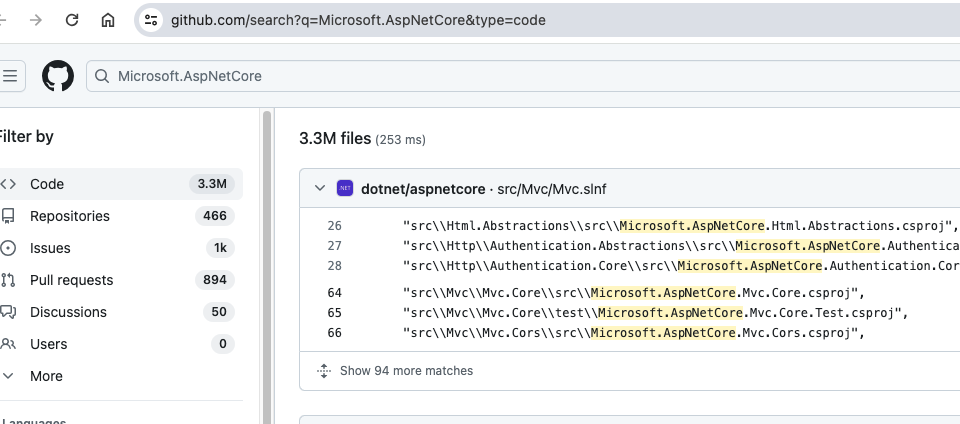 github.com/search?q=Microsoft.AspNetCore&type=code
Microsoft.AspNetCore
Filter by
Code 3.3M
Repositories 466
Issues 1k
Pull requests 894
Discussions 50
Users 0
More
Languages
3.3M files (253 ms)
.NET dotnet/aspnetcore · src/Mvc/Mvc.slnf
26 "src\\Html.Abstractions\\src\\Microsoft.AspNetCore.Html.Abstractions.csproj",
27 "src\\Http\\Authentication.Abstractions\\src\\Microsoft.AspNetCore.Authentica
28 "src\\Http\\Authentication.Core\\src\\Microsoft.AspNetCore.Authentication.Cor
64 "src\\Mvc\\Mvc.Core\\src\\Microsoft.AspNetCore.Mvc.Core.csproj",
65 "src\\Mvc\\Mvc.Core\\test\\Microsoft.AspNetCore.Mvc.Core.Test.csproj",
66 "src\\Mvc\\Mvc.Cors\\src\\Microsoft.AspNetCore.Mvc.Cors.csproj",
Show 94 more matches